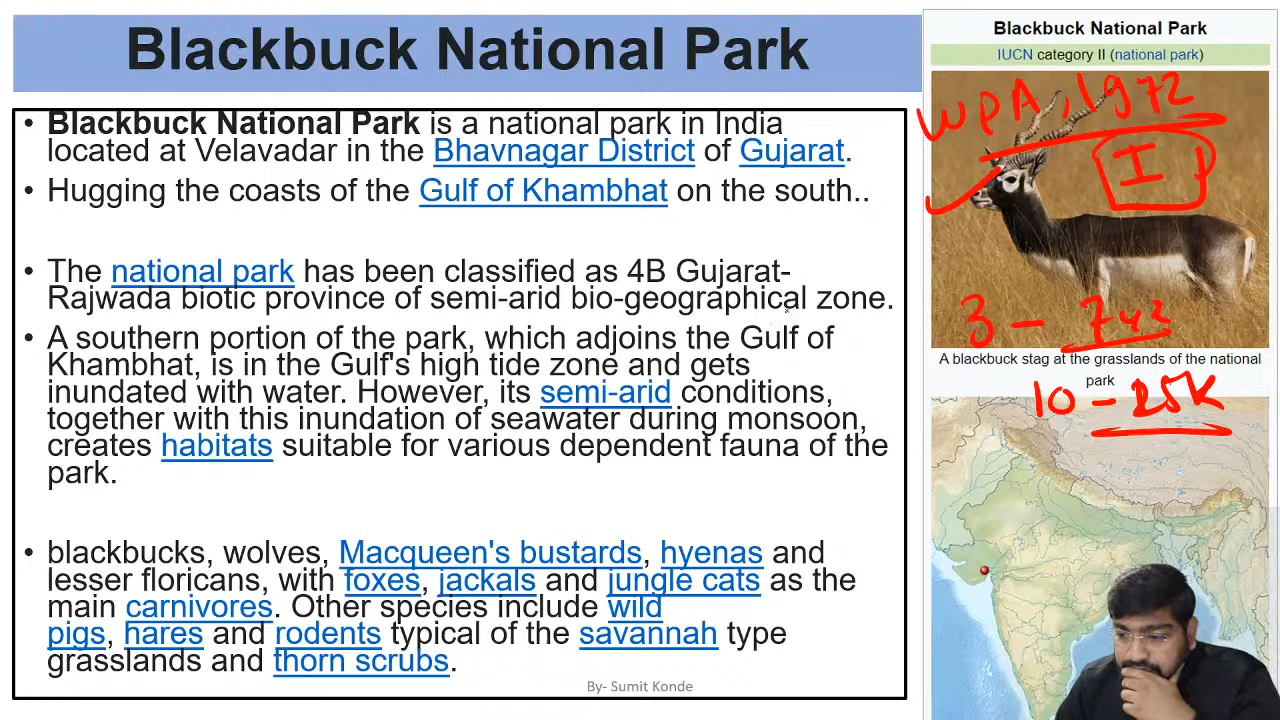 Blackbuck National Park
• Blackbuck National Park is a national park in India
located at Velavadar in the Bhavnagar District of Gujarat.
• Hugging the coasts of the Gulf of Khambhat on the south..
• The national park has been classified as 4B Gujarat-
Rajwada biotic province of semi-arid bio-geographical zone.
• A southern portion of the park, which adjoins the Gulf of
Khambhat, is in the Gulf's high tide zone and gets
inundated with water. However, its semi-arid conditions,
together with this inundation of seawater during monsoon,
creates habitats suitable for various dependent fauna of the
park.
• blackbucks, wolves, Macqueen's bustards, hyenas and
lesser floricans, with foxes, jackals and jungle cats as the
main carnivores. Other species include wild
pigs, hares and rodents typical of the savannah type
grasslands and thorn scrubs.
By- Sumit Konde
Blackbuck National Park
IUCN category II (national park)
WPA, 1972
I
3 - 7yr
A blackbuck stag at the grasslands of the national
park
10 - 25K